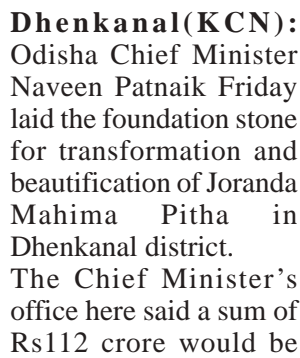 Dhenkanal(KCN):
Odisha Chief Minister
Naveen Patnaik Friday
laid the foundation stone
for transformation and
beautification of Joranda
Mahima Pitha in
Dhenkanal district.
The Chief Minister's
office here said a sum of
Rs112 crore would be